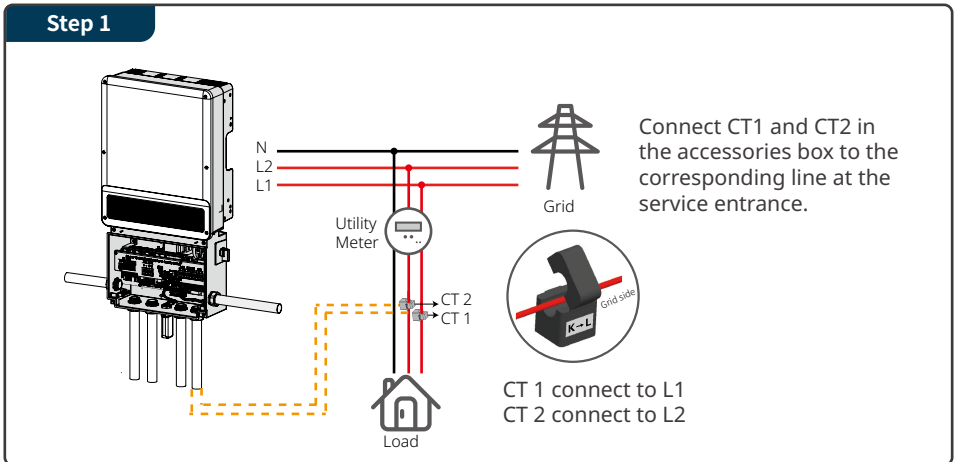 Step 1
N
L2
L1
Grid
Connect CT1 and CT2 in
the accessories box to the
corresponding line at the
service entrance.
Utility
Meter
CT 2
CT 1
Grid side
K→L
Load
CT 1 connect to L1
CT 2 connect to L2